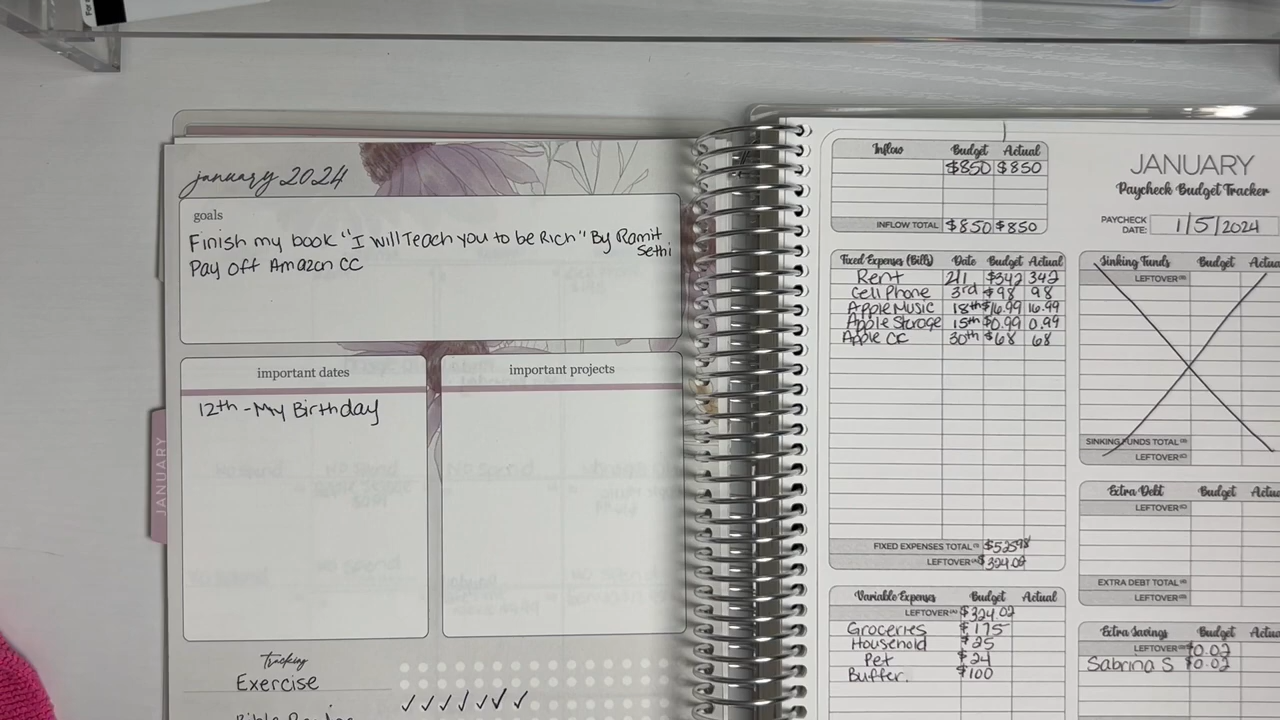 january 2024
goals
Finish my book "I Will Teach you to be Rich" By Ramit
Sethi
Pay off Amazon CC
important dates
12th - My Birthday
important projects
JANUARY
Tracking
Exercise
Inflow Budget Actual
$850 $850
INFLOW TOTAL $850 $850
JANUARY
Paycheck Budget Tracker
PAYCHECK DATE: 1/5/2024
Fixed Expenses (Bills) Date Budget Actual
Rent 2/1 $342 342
Cell Phone 3rd $98 98
Apple Music 18th $16.99 16.99
Apple Storage 15th $0.99 0.99
Apple CC 30th $68 68
FIXED EXPENSES TOTAL $525.98
LEFTOVER $324.02
Variable Expenses Budget Actual
LEFTOVER $324.02
Groceries $175
Household $25
Pet $24
Buffer. $100
Sinking Funds Budget Actua
LEFTOVER
SINKING FUNDS TOTAL
LEFTOVER
Extra Debt Budget Actua
LEFTOVER
EXTRA DEBT TOTAL
LEFTOVER
Extra Savings Budget Actua
LEFTOVER $0.02
Sabrina S $0.02